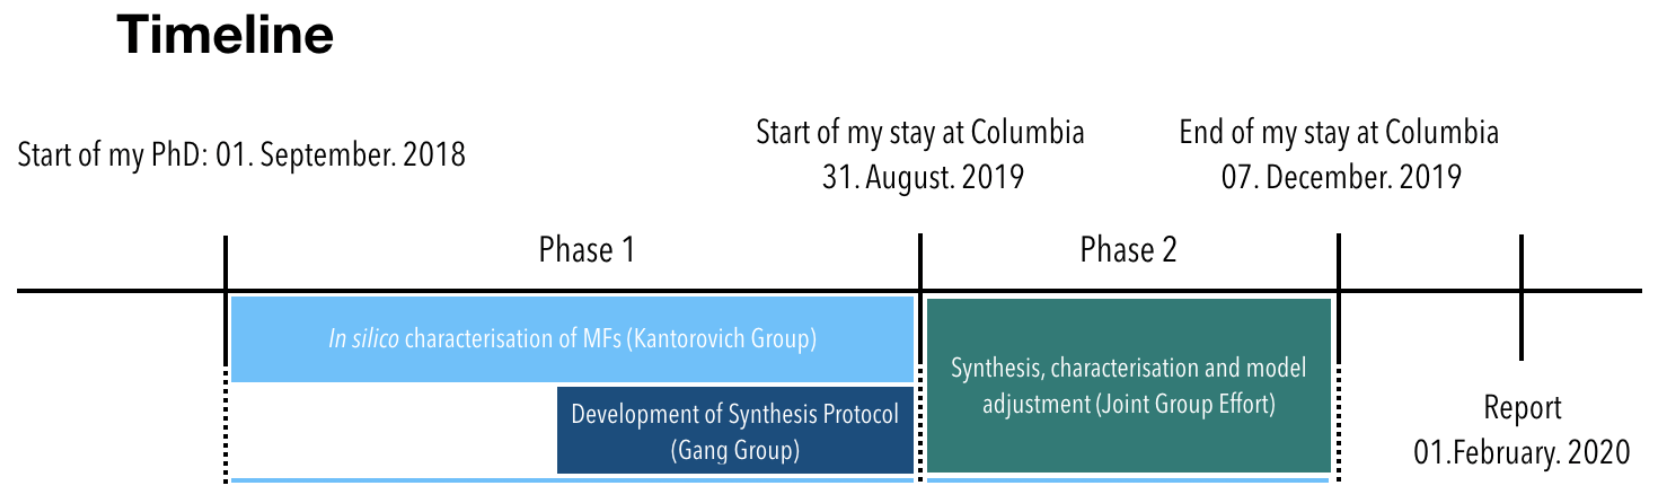 Timeline
Start of my PhD: 01. September. 2018
Start of my stay at Columbia
31. August. 2019
End of my stay at Columbia
07. December. 2019
Phase 1
Phase 2
In silico characterisation of MFs (Kantorovich Group)
Development of Synthesis Protocol
(Gang Group)
Synthesis, characterisation and model
adjustment (Joint Group Effort)
Report
01.February. 2020